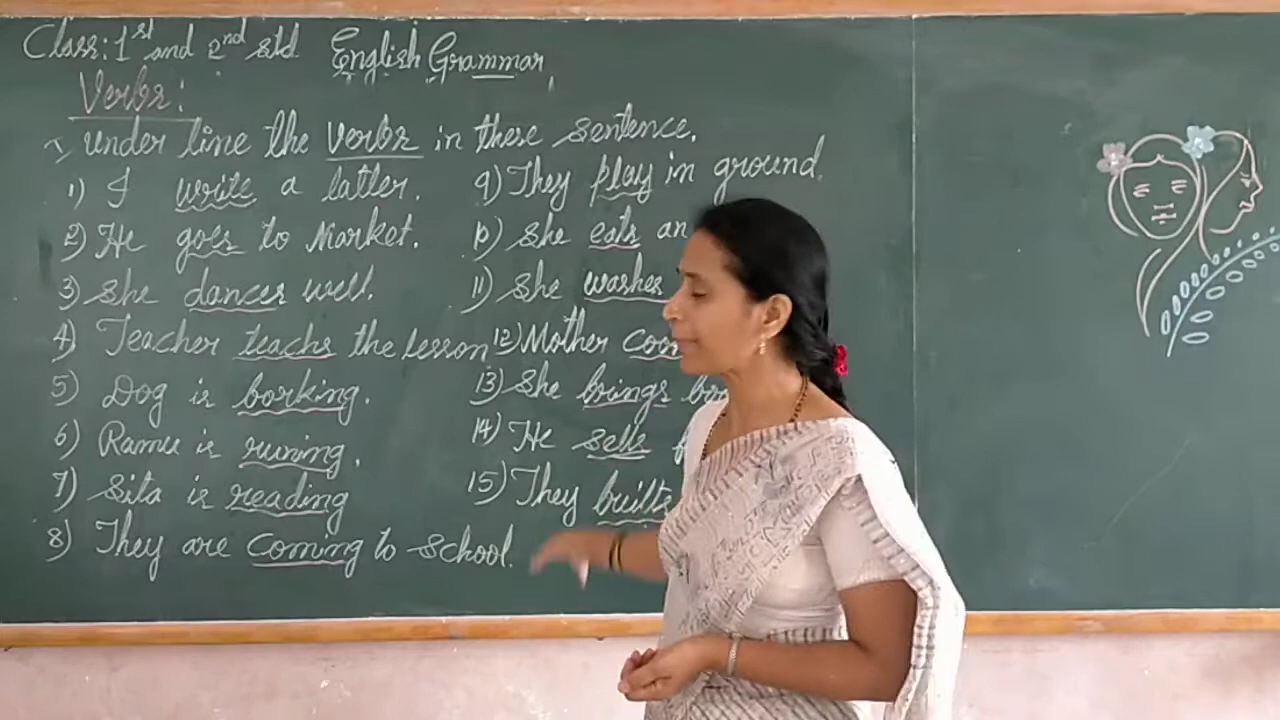 Class: 1st and 2nd std English Grammar
Verbs:
I under line the verbs in these sentence.
1) I write a latter.
2) He goes to Market.
3) She dances well.
4) Teacher teachs the lesson
5) Dog is borking.
6) Ramu is runing.
7) Sita is reading
8) They are coming to School.
9) They play in ground.
10) She eats an
11) She washes
12) Mother
13) She brings
14) He sells
15) They builts